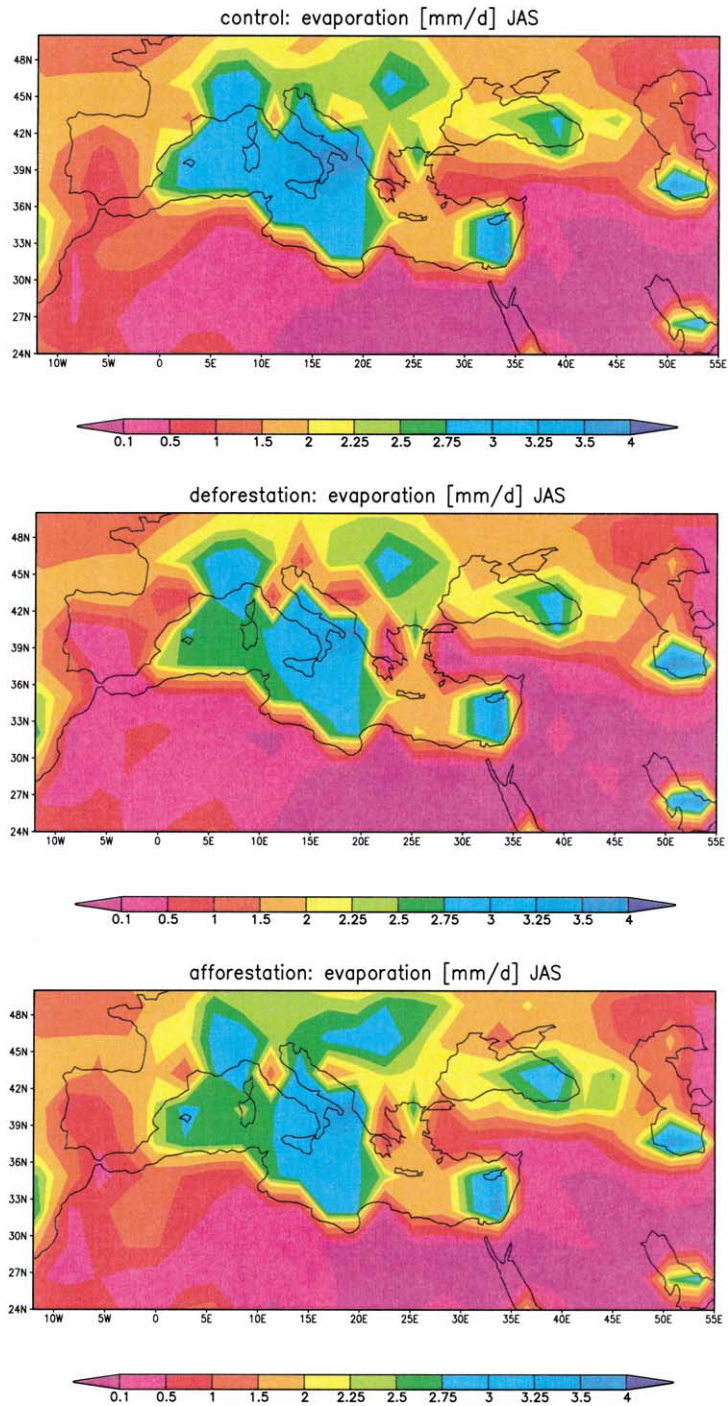 control: evaporation [mm/d] JAS
48N
45N
42N
39N
36N
33N
30N
27N
24N
10W 5W 0 5E 10E 15E 20E 25E 30E 35E 40E 45E 50E 55E
0.1 0.5 1 1.5 2 2.25 2.5 2.75 3 3.25 3.5 4
deforestation: evaporation [mm/d] JAS
48N
45N
42N
39N
36N
33N
30N
27N
24N
10W 5W 0 5E 10E 15E 20E 25E 30E 35E 40E 45E 50E 55E
0.1 0.5 1 1.5 2 2.25 2.5 2.75 3 3.25 3.5 4
afforestation: evaporation [mm/d] JAS
48N
45N
42N
39N
36N
33N
30N
27N
24N
10W 5W 0 5E 10E 15E 20E 25E 30E 35E 40E 45E 50E 55E
0.1 0.5 1 1.5 2 2.25 2.5 2.75 3 3.25 3.5 4